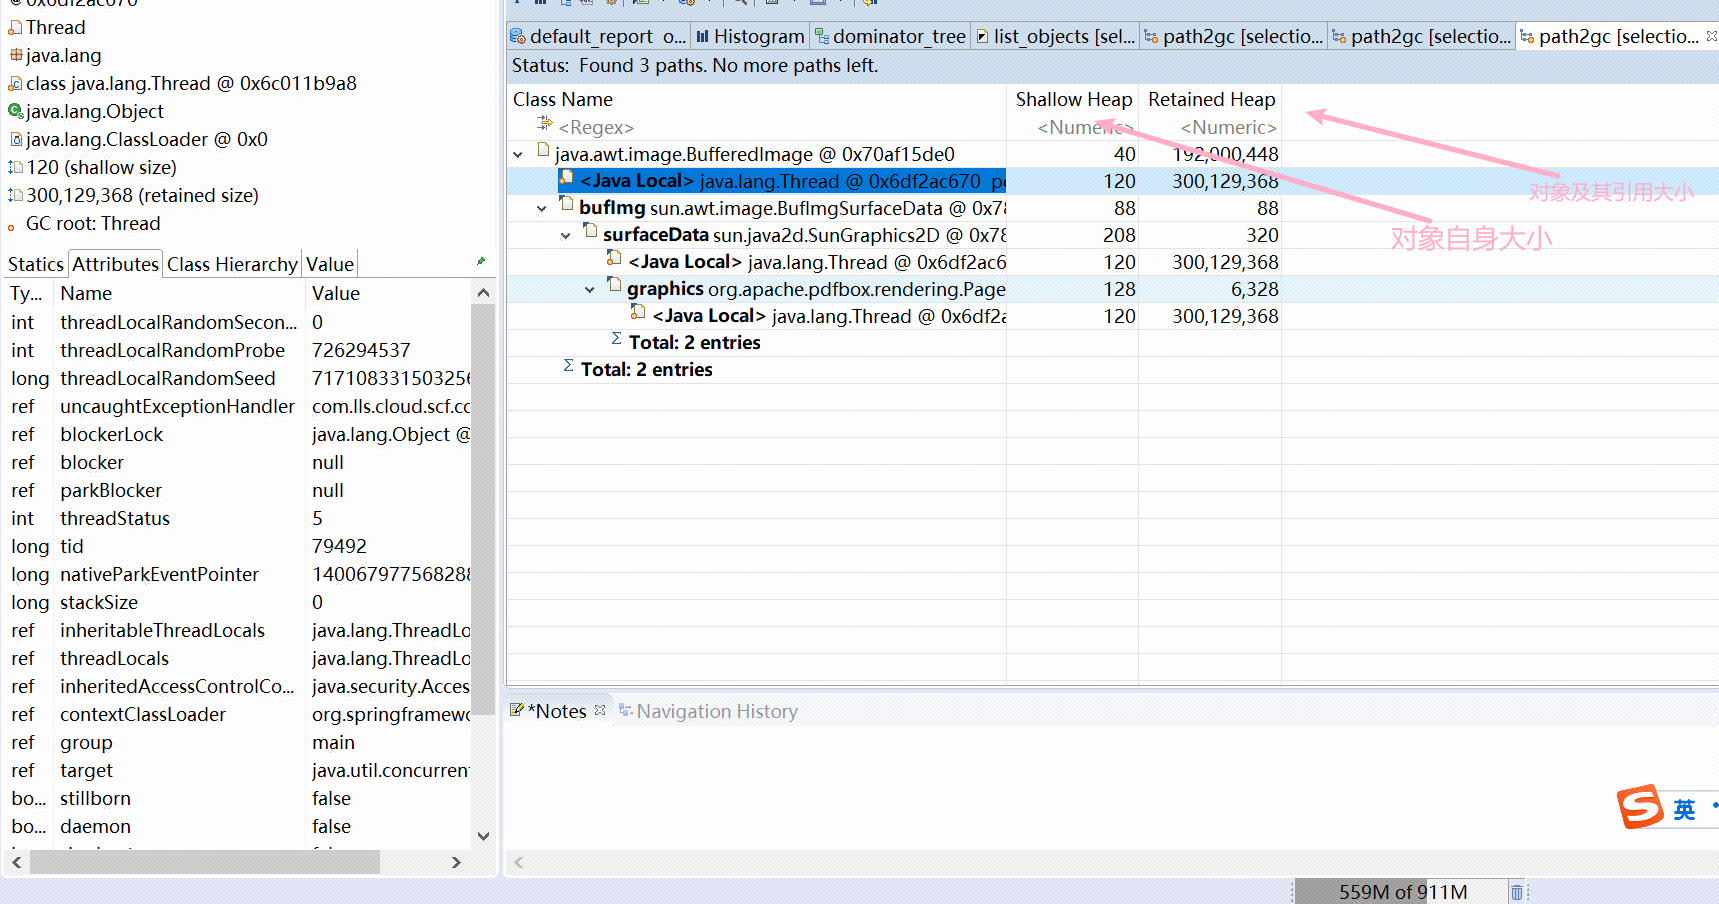 0x6df2ac670
Thread
java.lang
class java.lang.Thread @ 0x6c011b9a8
java.lang.Object
java.lang.ClassLoader @ 0x0
120 (shallow size)
300,129,368 (retained size)
GC root: Thread
Statics Attributes Class Hierarchy Value
Ty... Name Value
int threadLocalRandomSecon... 0
int threadLocalRandomProbe 726294537
long threadLocalRandomSeed 717108331503256
ref uncaughtExceptionHandler com.lls.cloud.scf.cc
ref blockerLock java.lang.Object @
ref blocker null
ref parkBlocker null
int threadStatus 5
long tid 79492
long nativeParkEventPointer 140067977568288
long stackSize 0
ref inheritableThreadLocals java.lang.ThreadLo
ref threadLocals java.lang.ThreadLo
ref inheritedAccessControlCo... java.security.Acces
ref contextClassLoader org.springframewo
ref group main
ref target java.util.concurrent
bo... stillborn false
bo... daemon false
default_report o... Histogram dominator_tree list_objects [sel... path2gc [selectio... path2gc [selectio... path2gc [selectio...
Status: Found 3 paths. No more paths left.
Class Name Shallow Heap Retained Heap
<Regex> <Numeric> <Numeric>
java.awt.image.BufferedImage @ 0x70af15de0 40 192,000,448
<Java Local> java.lang.Thread @ 0x6df2ac670 po 120 300,129,368
bufImg sun.awt.image.BufImgSurfaceData @ 0x78 88 88
surfaceData sun.java2d.SunGraphics2D @ 0x78 208 320
<Java Local> java.lang.Thread @ 0x6df2ac6 120 300,129,368
graphics org.apache.pdfbox.rendering.Page 128 6,328
<Java Local> java.lang.Thread @ 0x6df2a 120 300,129,368
Total: 2 entries
Total: 2 entries
对象及其引用大小
对象自身大小
*Notes Navigation History
英
559M of 911M